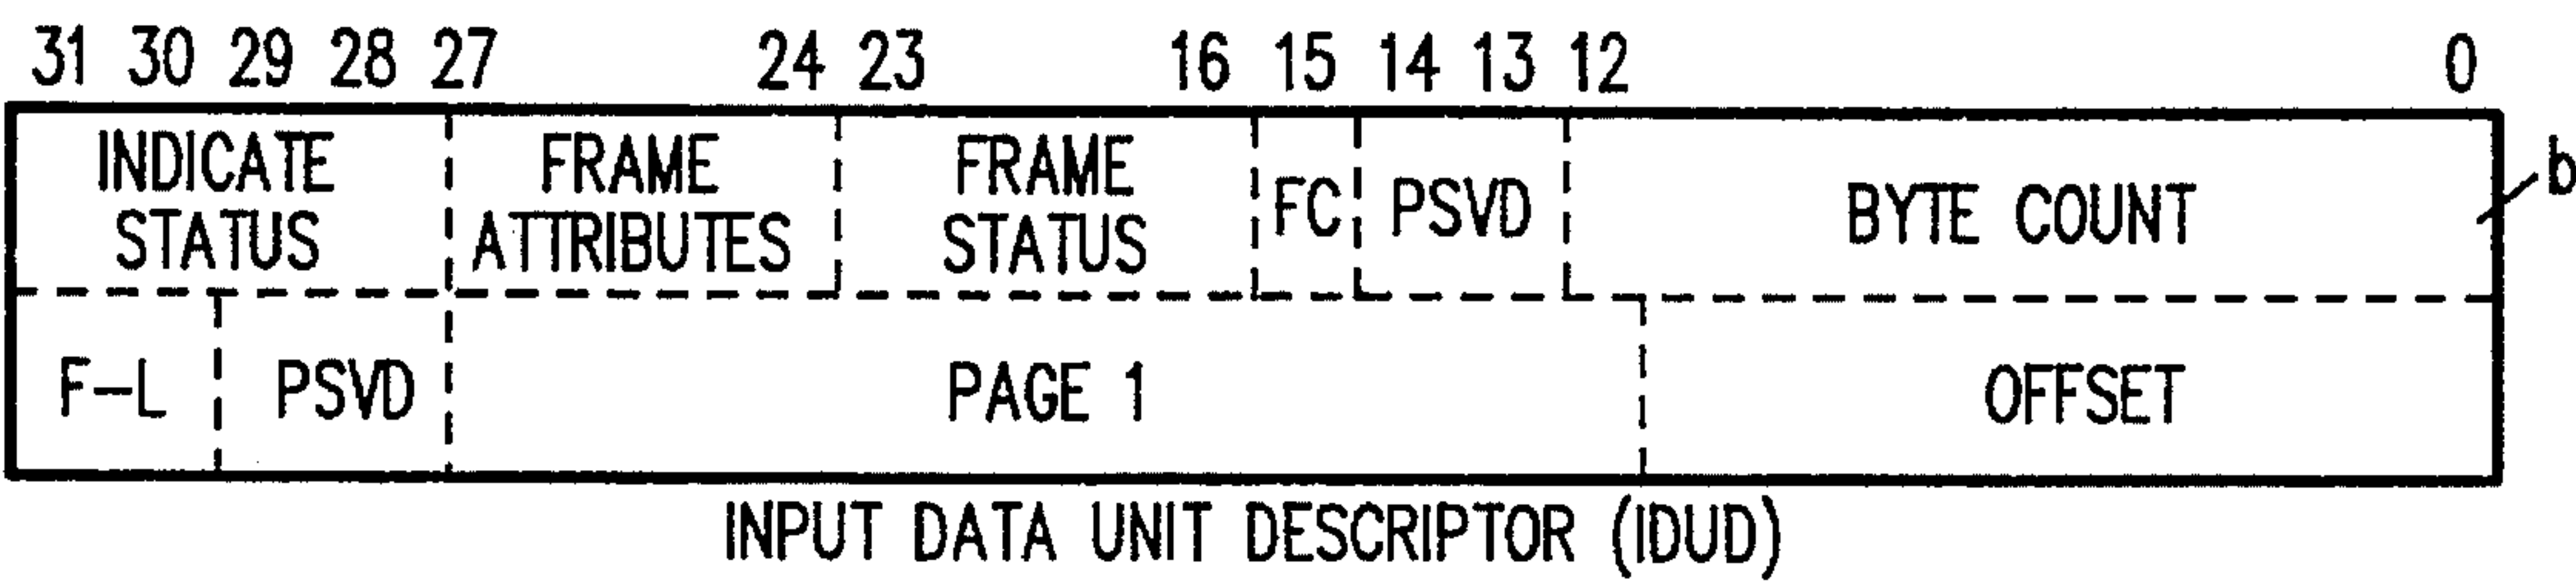 31 30 29 28 27 24 23 16 15 14 13 12 0
INDICATE STATUS FRAME ATTRIBUTES FRAME STATUS FC PSVD BYTE COUNT b
F-L PSVD PAGE 1 OFFSET
INPUT DATA UNIT DESCRIPTOR (IDUD)